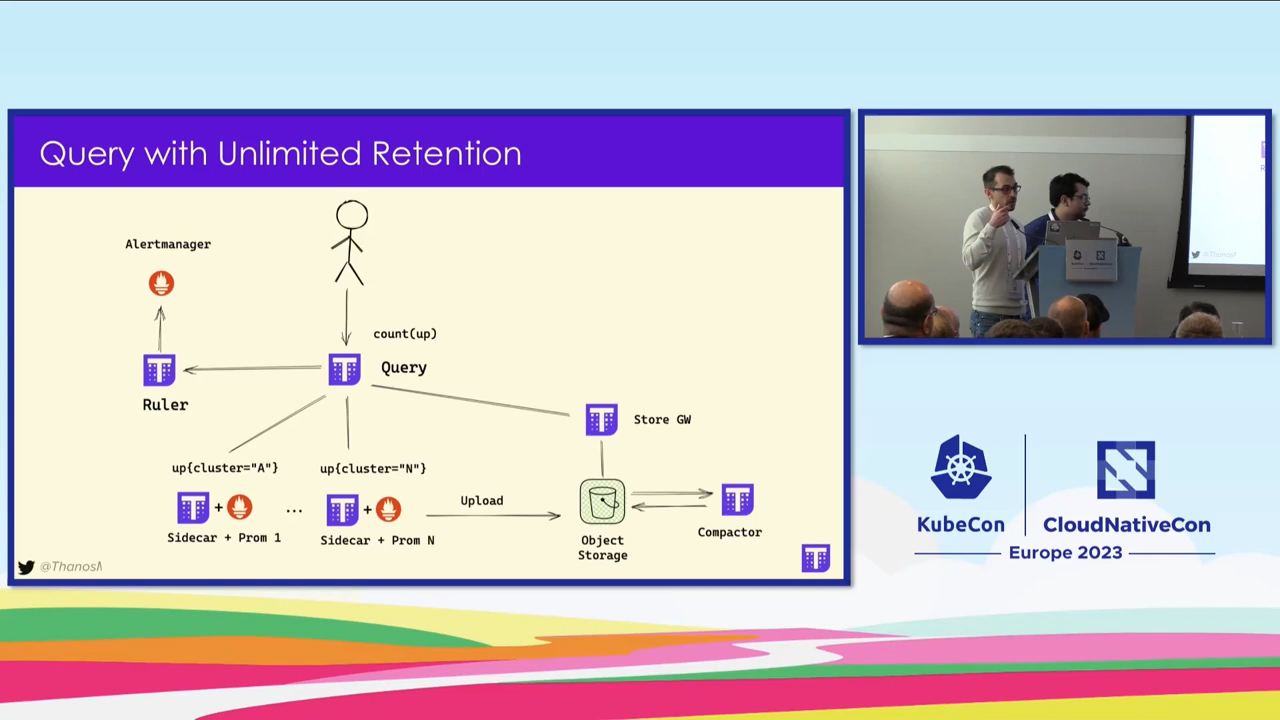 Query with Unlimited Retention
Alertmanager
count(up)
Query
Ruler
Store GW
up{cluster="A"}
up{cluster="N"}
+
...
+
Upload
Sidecar + Prom 1
Sidecar + Prom N
Object
Storage
Compactor
@ThanosM
@ThanosM
KubeCon
CloudNativeCon
Europe 2023